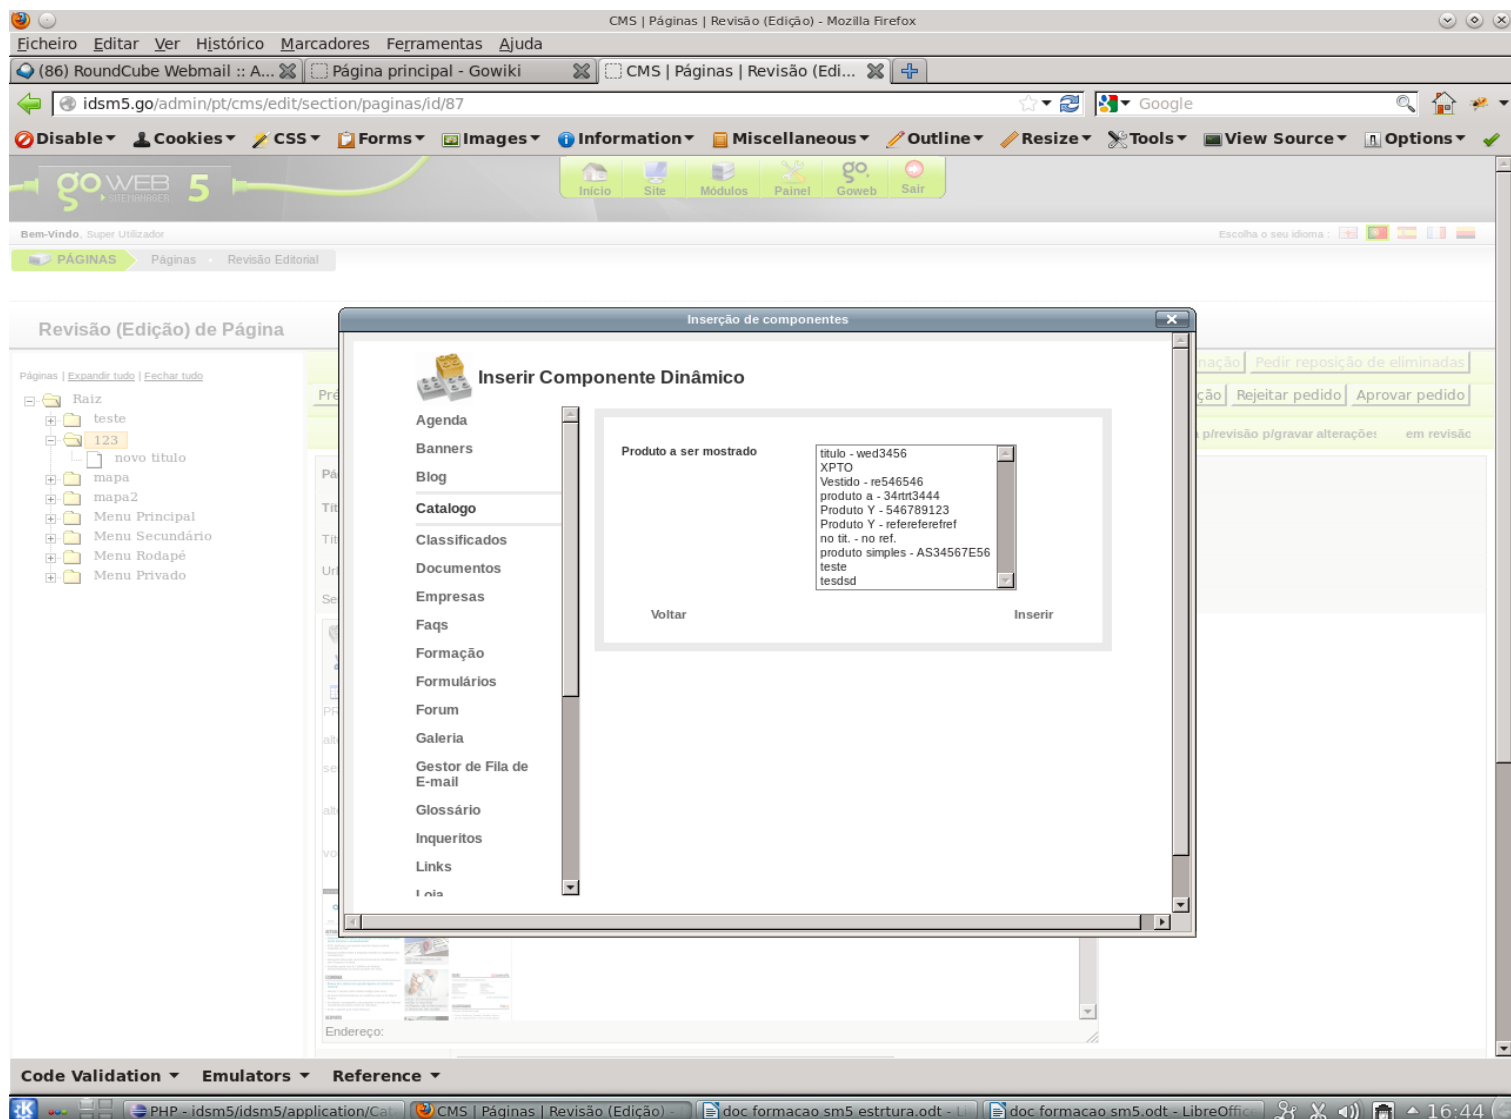 CMS | Páginas | Revisão (Edição) - Mozilla Firefox
Ficheiro Editar Ver Histórico Marcadores Ferramentas Ajuda
(86) RoundCube Webmail :: A... Página principal - Gowiki CMS | Páginas | Revisão (Edi...
idsm5.go/admin/pt/cms/edit/section/paginas/id/87 Google
Disable Cookies CSS Forms Images Information Miscellaneous Outline Resize Tools View Source Options
go WEB 5
SITEMANAGER
Início Site Módulos Painel Goweb Sair
Bem-Vindo, Super Utilizador
Escolha o seu idioma :
PÁGINAS Páginas Revisão Editorial
Revisão (Edição) de Página
Páginas | Expandir tudo | Fechar tudo
Raiz
teste
123
novo titulo
mapa
mapa2
Menu Principal
Menu Secundário
Menu Rodapé
Menu Privado
Inserção de componentes
Inserir Componente Dinâmico
Agenda
Banners
Blog
Catalogo
Classificados
Documentos
Empresas
Faqs
Formação
Formulários
Forum
Galeria
Gestor de Fila de
E-mail
Glossário
Inqueritos
Links
Loja
Produto a ser mostrado
titulo - wed3456
XPTO
Vestido - re546546
produto a - 34rtrt3444
Produto Y - 546789123
Produto Y - refereferefref
no tit. - no ref.
produto simples - AS34567E56
teste
tesdsd
Voltar Inserir
Pedir reposição de eliminadas
Rejeitar pedido Aprovar pedido
p/revisão p/gravar alterações em revisão
Endereço:
Code Validation Emulators Reference
PHP - idsm5/idsm5/application/Cat CMS | Páginas | Revisão (Edição) - doc formacao sm5 estrtura.odt - Li doc formacao sm5.odt - LibreOffice 16:44